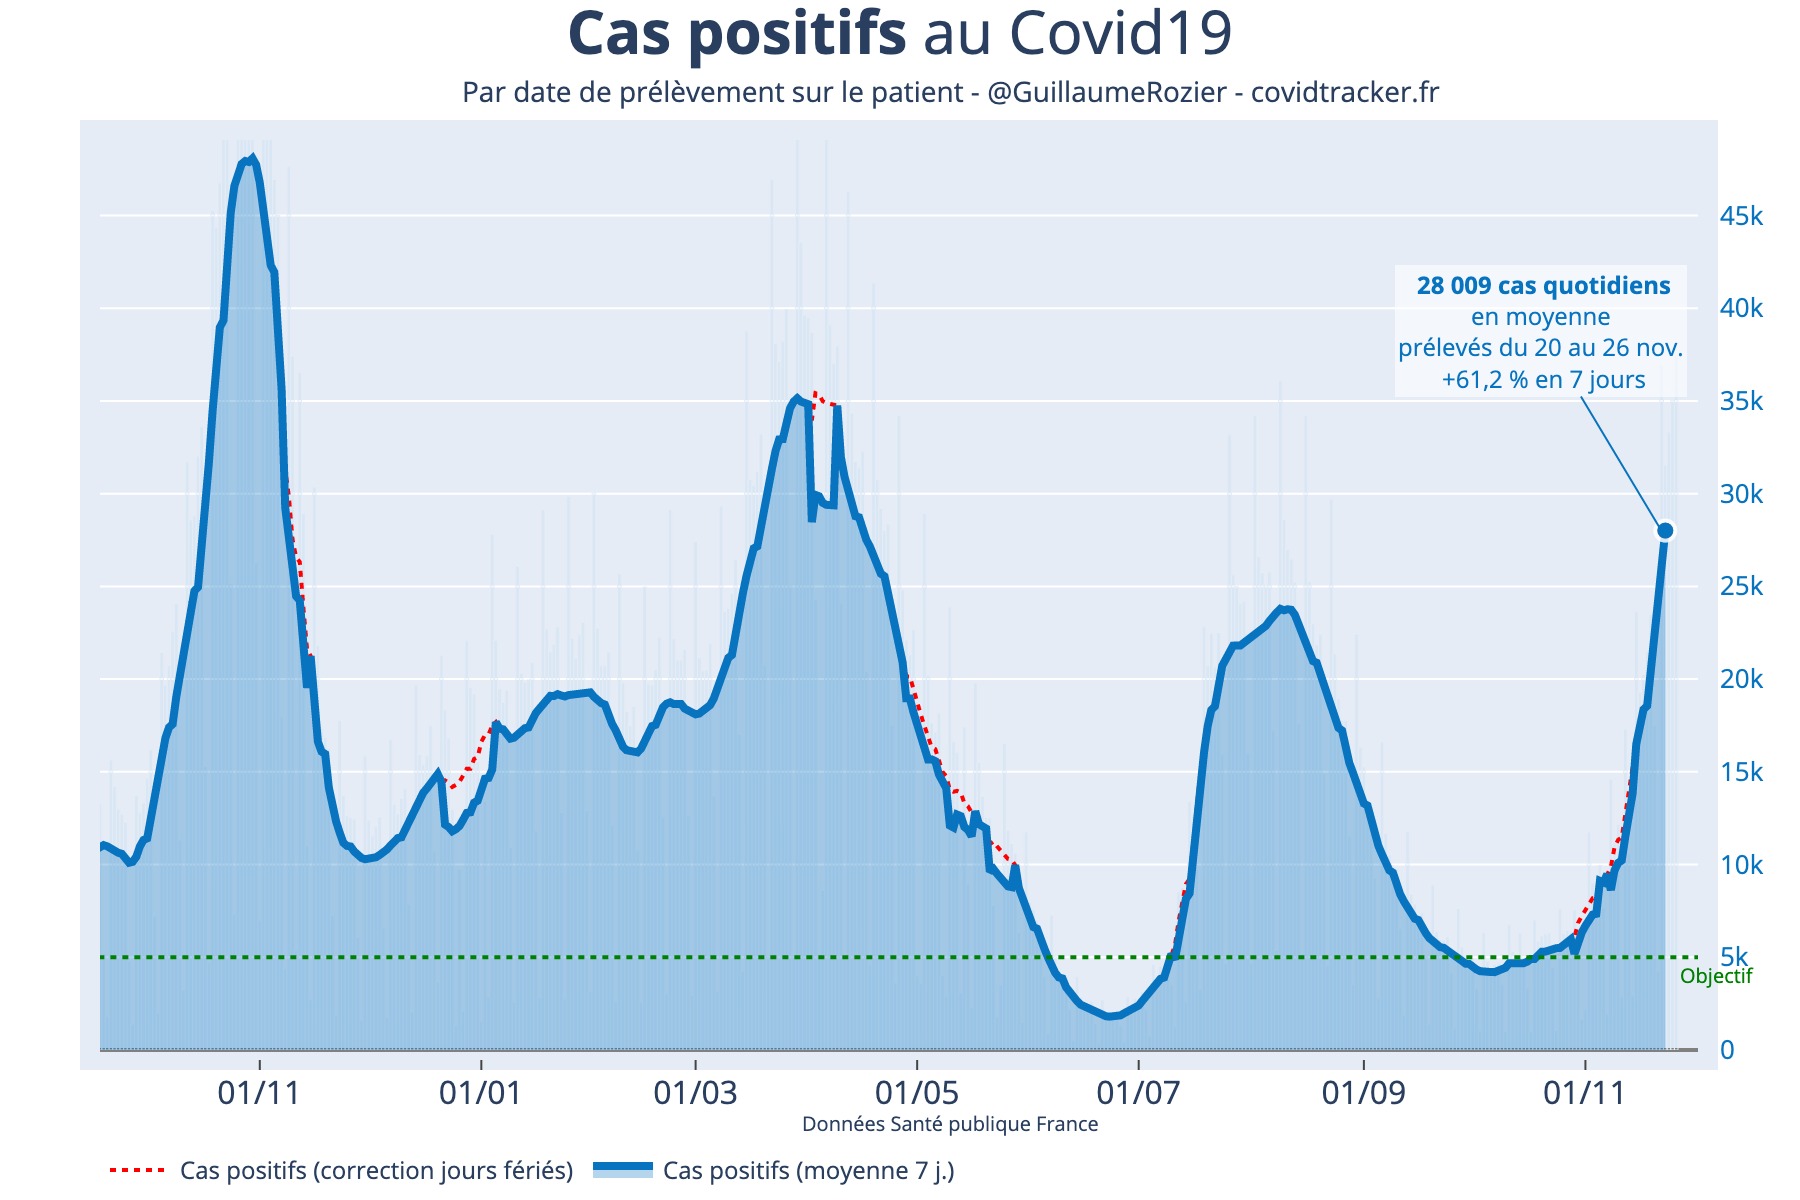 Cas positifs au Covid19
Par date de prélèvement sur le patient - @GuillaumeRozier - covidtracker.fr
45k
28 009 cas quotidiens
en moyenne
prélevés du 20 au 26 nov.
+61,2 % en 7 jours
40k
35k
30k
25k
20k
15k
10k
5k
Objectif
0
01/11 01/01 01/03 01/05 01/07 01/09 01/11
Données Santé publique France
Cas positifs (correction jours fériés) Cas positifs (moyenne 7 j.)